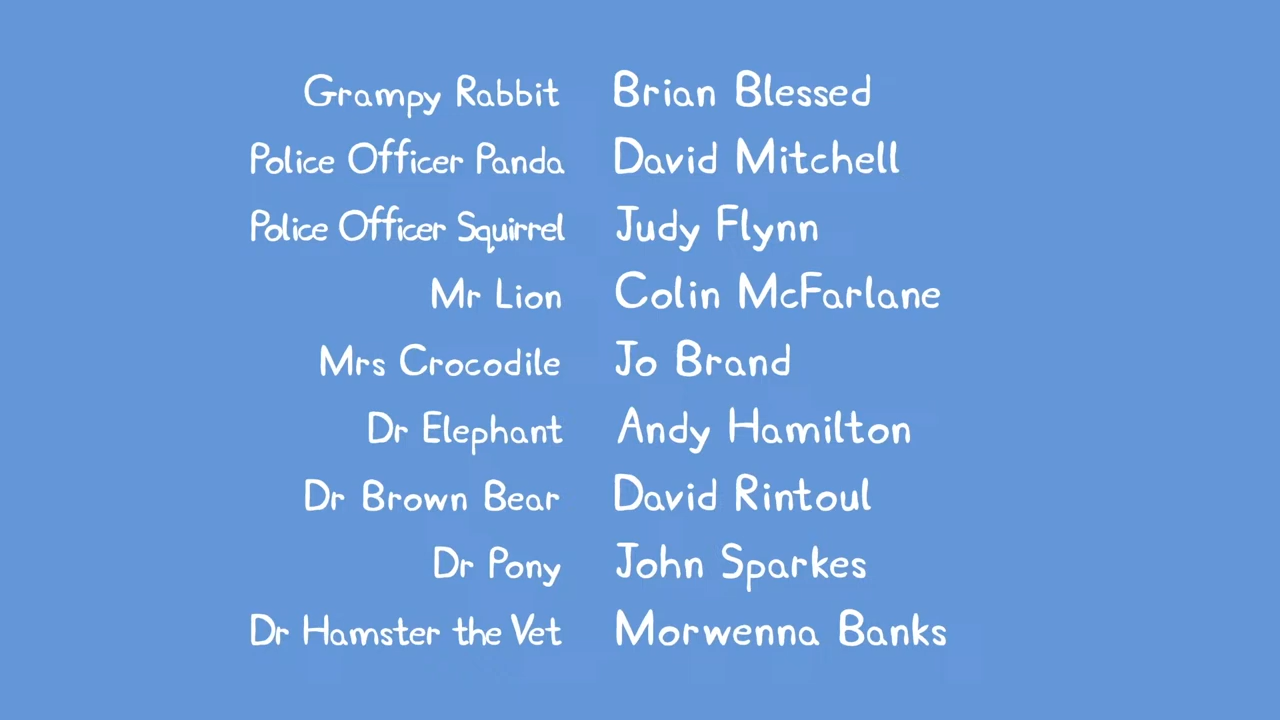 Grampy Rabbit Brian Blessed
Police Officer Panda David Mitchell
Police Officer Squirrel Judy Flynn
Mr Lion Colin McFarlane
Mrs Crocodile Jo Brand
Dr Elephant Andy Hamilton
Dr Brown Bear David Rintoul
Dr Pony John Sparkes
Dr Hamster the Vet Morwenna Banks